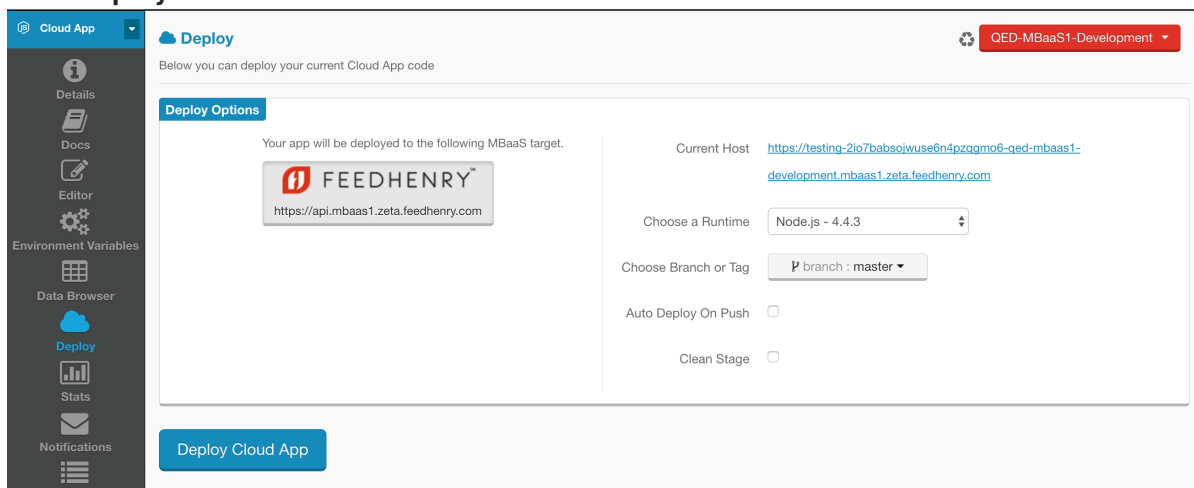 Cloud App
Details
Docs
Editor
Environment Variables
Data Browser
Deploy
Stats
Notifications
Deploy
QED-MBaaS1-Development
Below you can deploy your current Cloud App code
Deploy Options
Your app will be deployed to the following MBaaS target.
FEEDHENRY™
https://api.mbaas1.zeta.feedhenry.com
Current Host
https://testing-2io7babsojwuse6n4pzqgmo6-qed-mbaas1-
development.mbaas1.zeta.feedhenry.com
Choose a Runtime
Node.js - 4.4.3
Choose Branch or Tag
branch : master
Auto Deploy On Push
Clean Stage
Deploy Cloud App